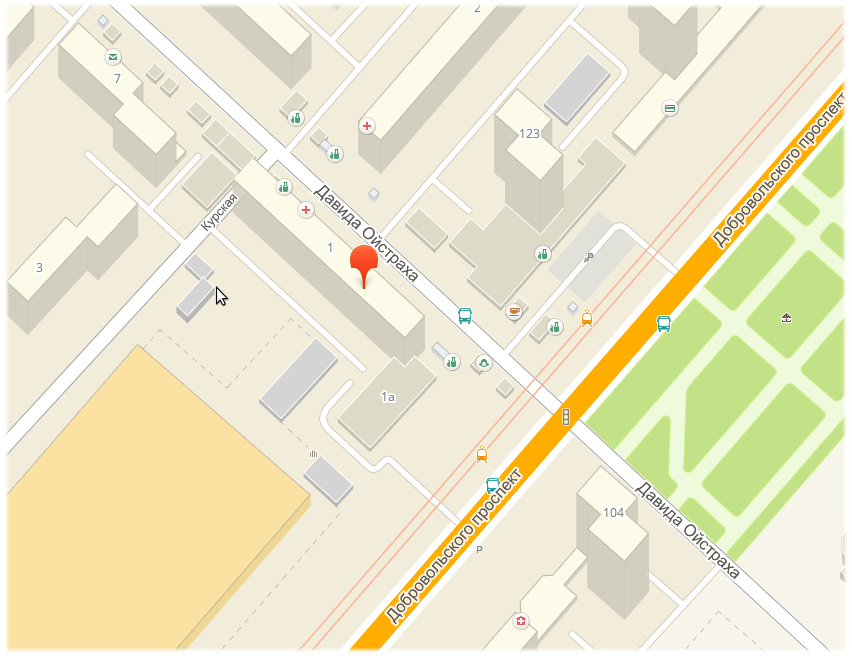 2
7
123
Добровольского проспект
Курская
Давида Ойстраха
1
3
1а
Добровольского проспект
Давида Ойстраха
104
P